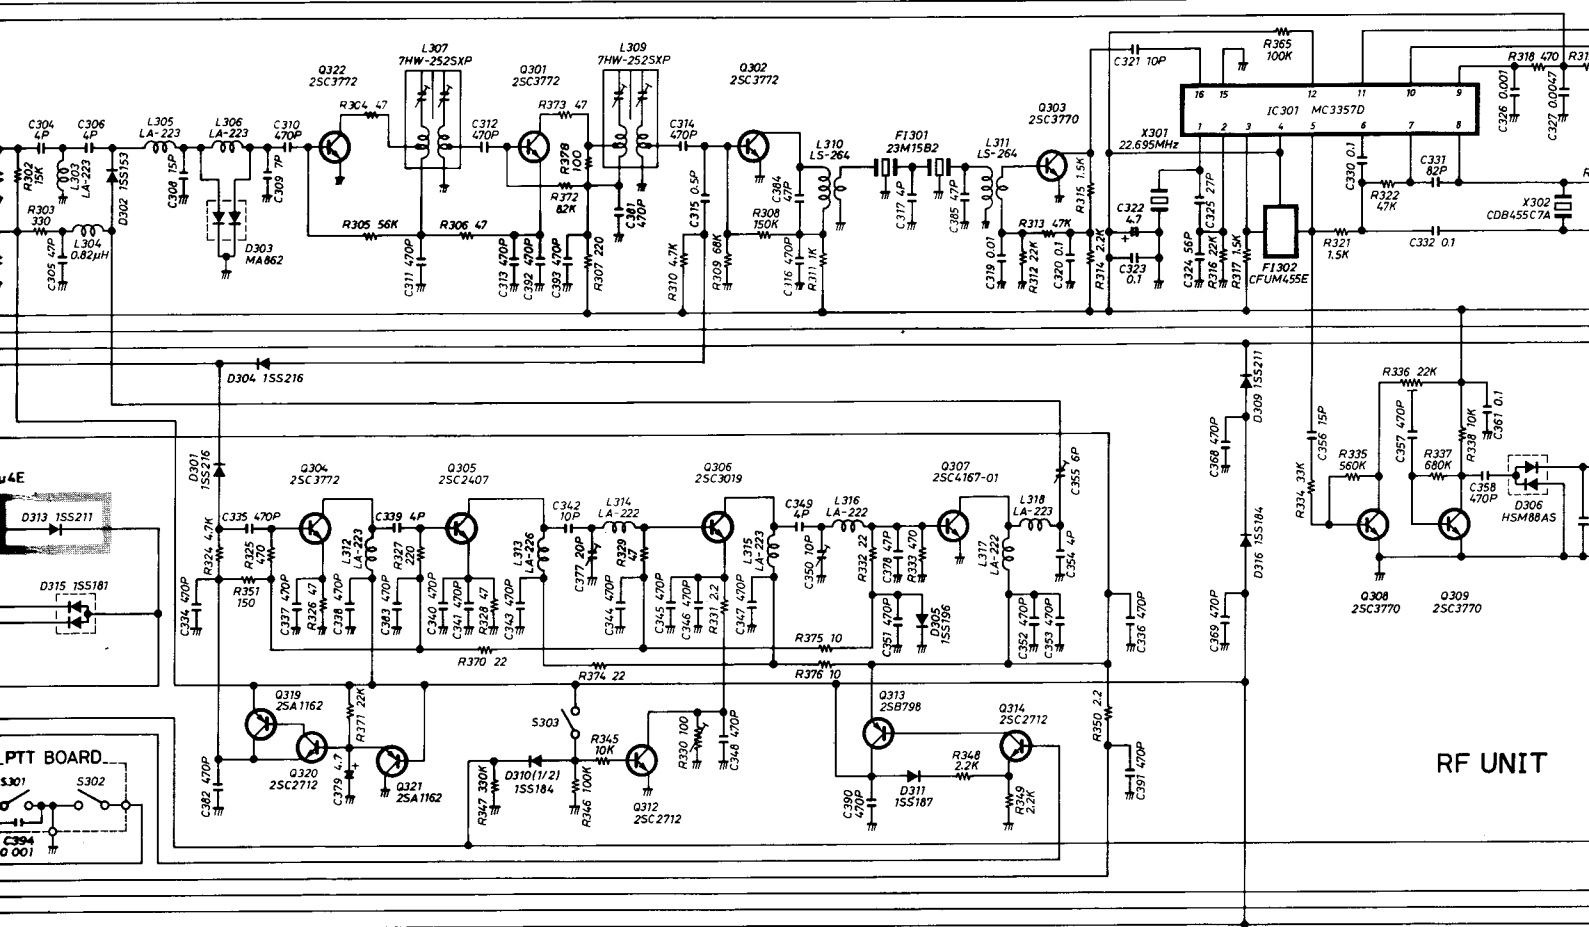 L307
7HW-252SXP
L309
7HW-252SXP
Q322
2SC3772
Q301
2SC3772
Q302
2SC3772
R365
100K
C321 10P
R318 470
C326 0.001
C327 0.0047
16
15
12
11
10
9
IC301 MC3357D
1
2
3
4
5
6
7
8
C304
4P
C306
4P
L305
LA-223
L306
LA-223
C310
470P
R304 47
C312
470P
R373 47
C314
470P
Q303
2SC3770
X301
22.695MHz
L310
LS-264
FI301
23M15B2
L311
LS-264
R302
15K
L303
LA-223
D302 1SS153
C308 15P
C309 7P
R378
100
R372
82K
C381
470P
C315 0.5P
C384
47P
C317 4P
C385 47P
R315 1.5K
C330 0.1
C331
82P
R322
47K
X302
CDB455C7A
R303
330
L304
0.82μH
C305 47P
D303
MA862
R305 56K
R306 47
C311 470P
C313 470P
C392 470P
C393 470P
R307 220
R310 4.7K
R309 68K
R308
150K
C316 470P
R311 1K
C319 0.01
R312 22K
R313 47K
C320 0.1
R314 2.2K
C322
4.7
+
C323
0.1
C325 27P
C324 56P
R316 22K
R317 1.5K
FI302
CFUM455E
R321
1.5K
C332 0.1
D304 1SS216
D309 1SS211
R336 22K
C361 0.1
D301
1SS216
Q304
2SC3772
Q305
2SC2407
Q306
2SC3019
Q307
2SC4167-01
C355 6P
C368 470P
R334 33K
C356 15P
R335
560K
C357 470P
R337
680K
R338 10K
C358
470P
D306
HSM88AS
μ4E
D313 1SS211
R324 4.7K
C335 470P
R325
470
L312
LA-223
C339 4P
R327
220
L313
LA-226
C342
10P
L314
LA-222
C377 20P
R329
47
L315
LA-223
C349
4P
L316
LA-222
C350 10P
R332 22
C378 47P
R333 470
L317
LA-222
L318
LA-223
C354 4P
D316 1SS184
D315 1SS181
C334 470P
R351
150
C337 470P
R326 47
C338 470P
C383 470P
C340 470P
C341 470P
R328 47
C343 470P
C344 470P
C345 470P
C346 470P
R331 2.2
C347 470P
C351 470P
D305
1SS196
C352 470P
C353 470P
C336 470P
C369 470P
Q308
2SC3770
Q309
2SC3770
R370 22
R375 10
R374 22
R376 10
Q319
2SA1162
R371 22K
S303
Q313
2SB798
Q314
2SC2712
R350 2.2
PTT BOARD
S301
S302
C394
0.001
C382 470P
Q320
2SC2712
C379 4.7
+
Q321
2SA1162
R347 330K
D310(1/2)
1SS184
R345
10K
R346 100K
Q312
2SC2712
R330 100
C348 470P
C390
470P
D311
1SS187
R348
2.2K
R349
2.2K
C391 470P
RF UNIT